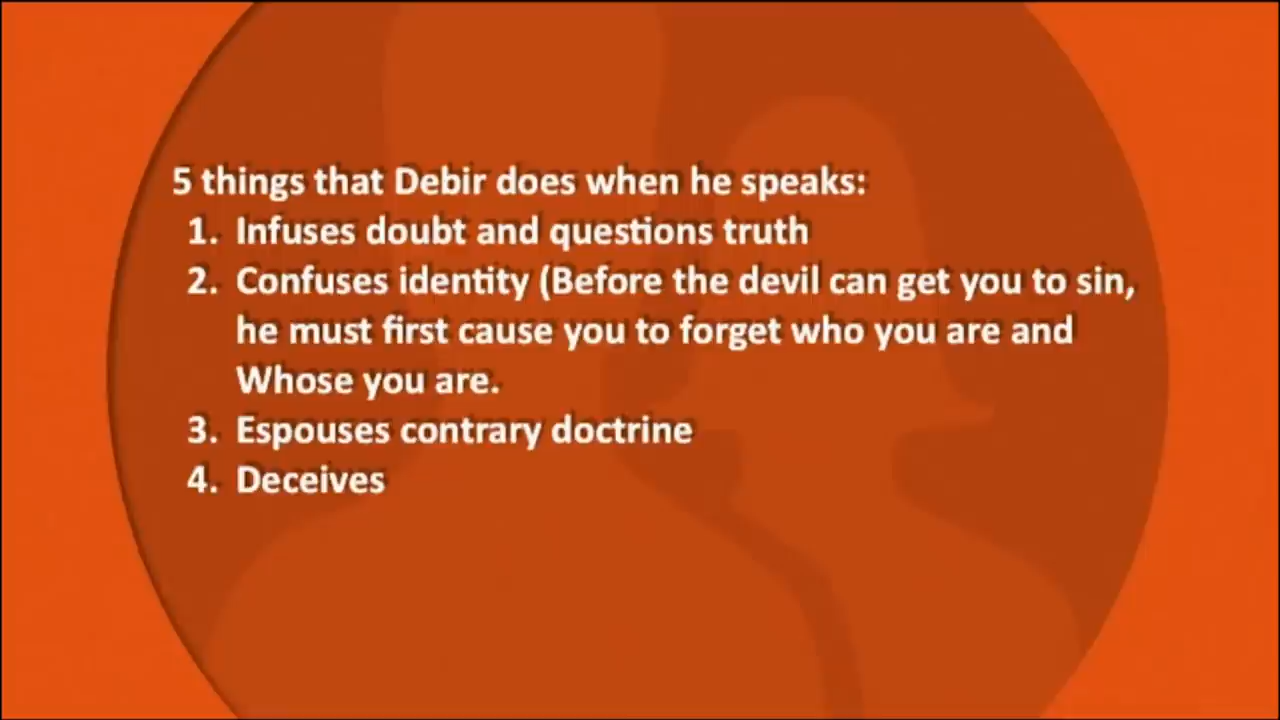 5 things that Debir does when he speaks:
1. Infuses doubt and questions truth
2. Confuses identity (Before the devil can get you to sin,
he must first cause you to forget who you are and
Whose you are.
3. Espouses contrary doctrine
4. Deceives